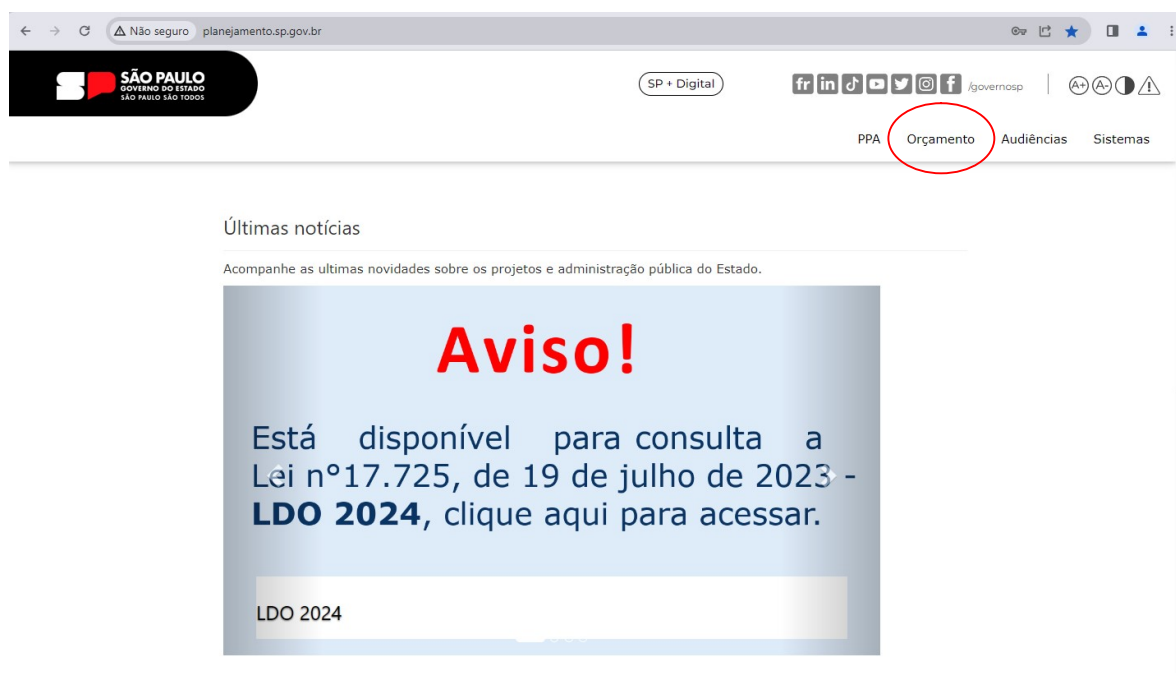 Não seguro planejamento.sp.gov.br
SÃO PAULO
GOVERNO DO ESTADO
SÃO PAULO SÃO TODOS
SP + Digital
fr in f /governosp A+ A-
PPA Orçamento Audiências Sistemas
Últimas notícias
Acompanhe as ultimas novidades sobre os projetos e administração pública do Estado.
Aviso!
Está disponível para consulta a
Lei n°17.725, de 19 de julho de 2023 -
LDO 2024, clique aqui para acessar.
LDO 2024